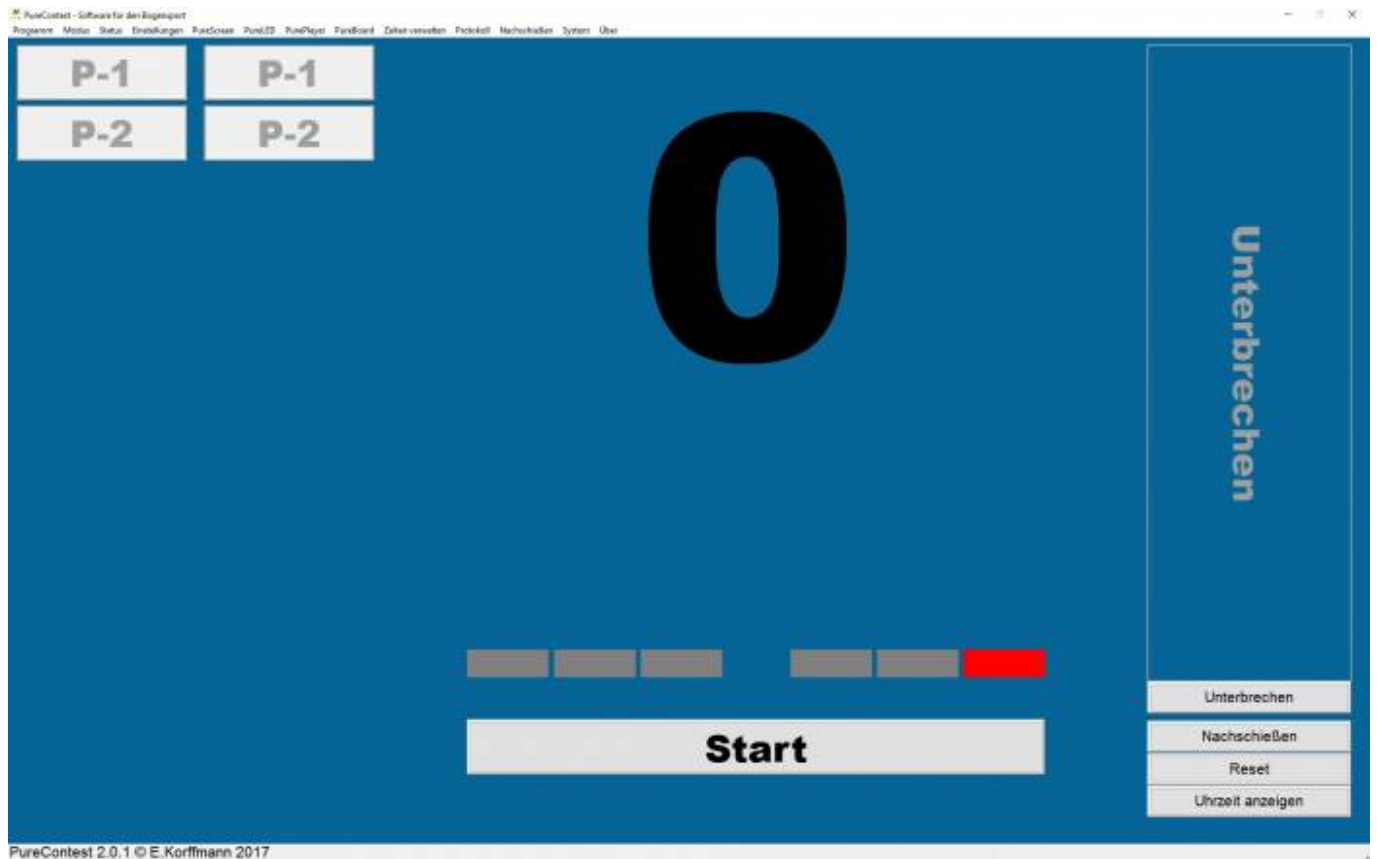 PureContest - Software für den Bogensport
Programm Modus Status Einstellungen PureScreen PureLED PurePlayer PureBoard Zeiten verwalten Protokoll Nachschießen System Über
P-1 P-1
P-2 P-2
0
Unterbrechen
Start
Unterbrechen
Nachschießen
Reset
Uhrzeit anzeigen
PureContest 2.0.1 © E.Korffmann 2017